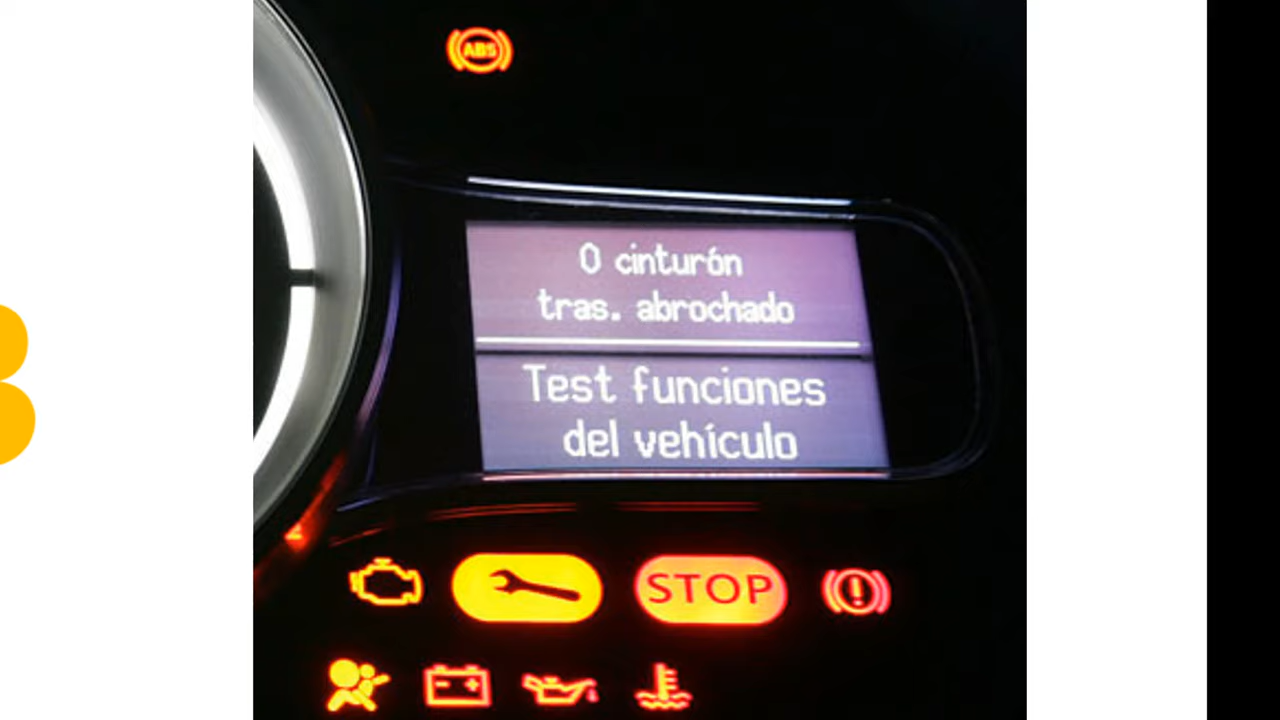 ABS
0 cinturón
tras. abrochado
Test funciones
del vehículo
STOP